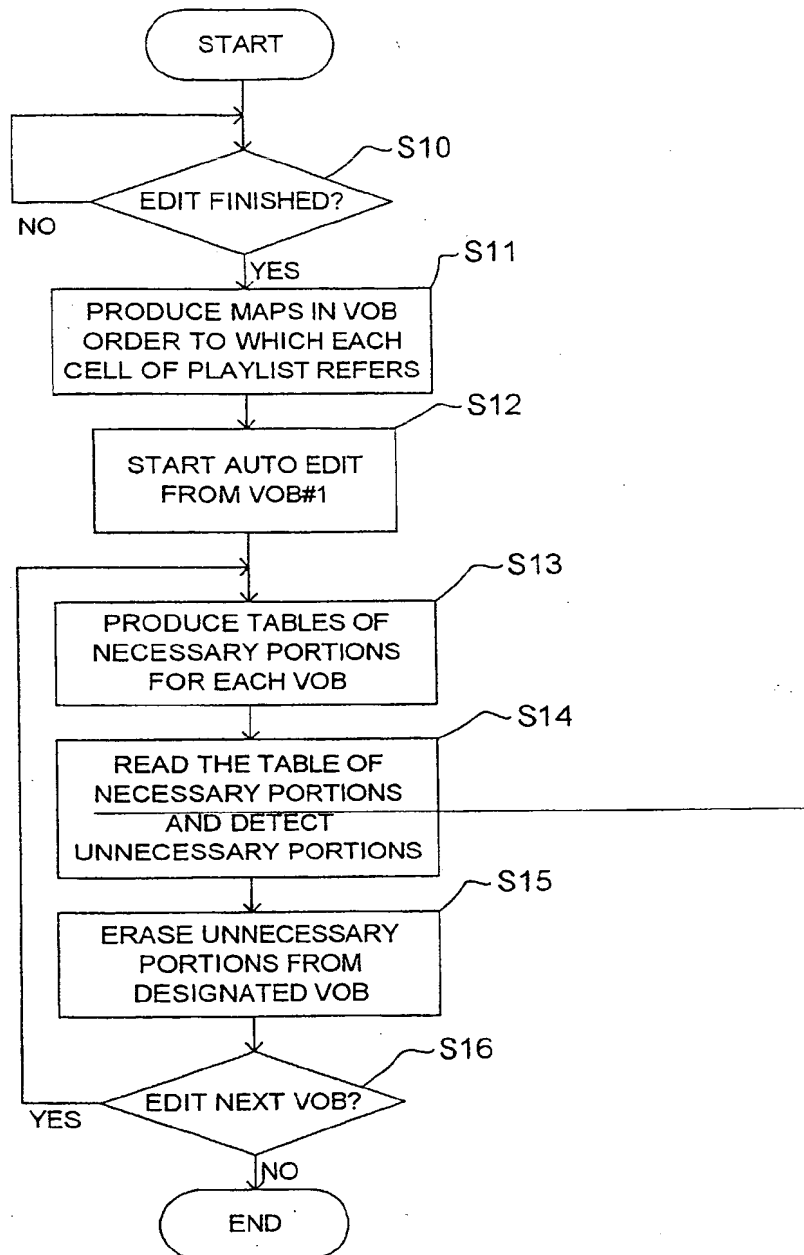 START
S10
EDIT FINISHED?
NO
YES
S11
PRODUCE MAPS IN VOB
ORDER TO WHICH EACH
CELL OF PLAYLIST REFERS
S12
START AUTO EDIT
FROM VOB#1
S13
PRODUCE TABLES OF
NECESSARY PORTIONS
FOR EACH VOB
S14
READ THE TABLE OF
NECESSARY PORTIONS
AND DETECT
UNNECESSARY PORTIONS
S15
ERASE UNNECESSARY
PORTIONS FROM
DESIGNATED VOB
S16
EDIT NEXT VOB?
YES
NO
END